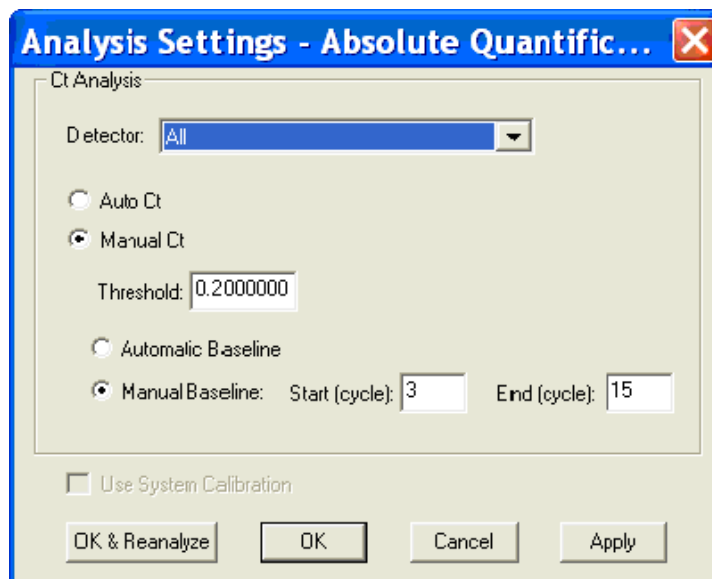 Analysis Settings - Absolute Quantific...
Ct Analysis
Detector: All
Auto Ct
Manual Ct
Threshold: 0.2000000
Automatic Baseline
Manual Baseline: Start (cycle): 3 End (cycle): 15
Use System Calibration
OK & Reanalyze OK Cancel Apply